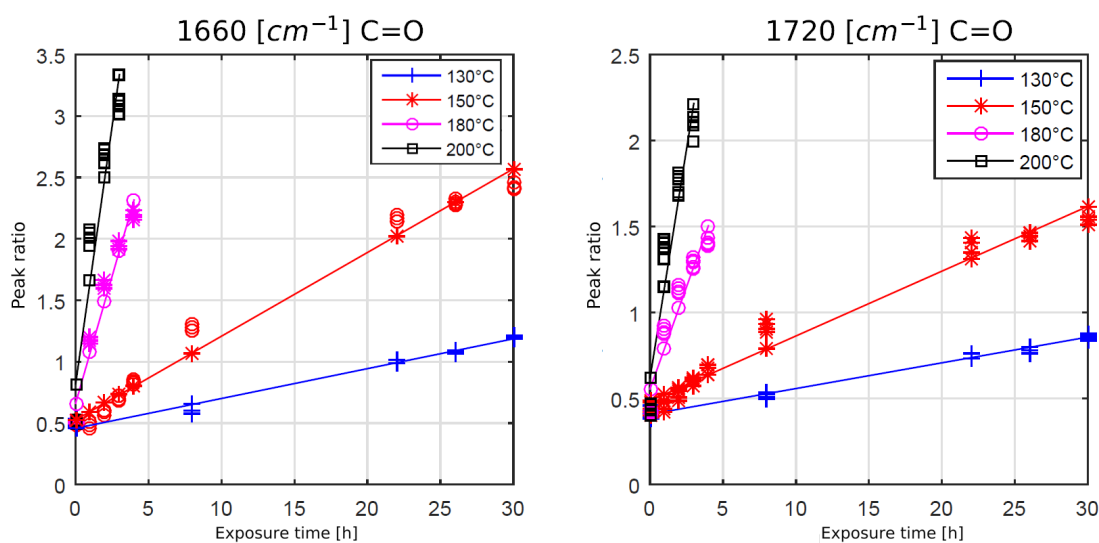 1660 [cm⁻¹] C=O
Peak ratio
4
3.5
3
2.5
2
1.5
1
0.5
0
0
5
10
15
20
25
30
Exposure time [h]
130°C
150°C
180°C
200°C
1720 [cm⁻¹] C=O
Peak ratio
2.5
2
1.5
1
0.5
0
0
5
10
15
20
25
30
Exposure time [h]
130°C
150°C
180°C
200°C